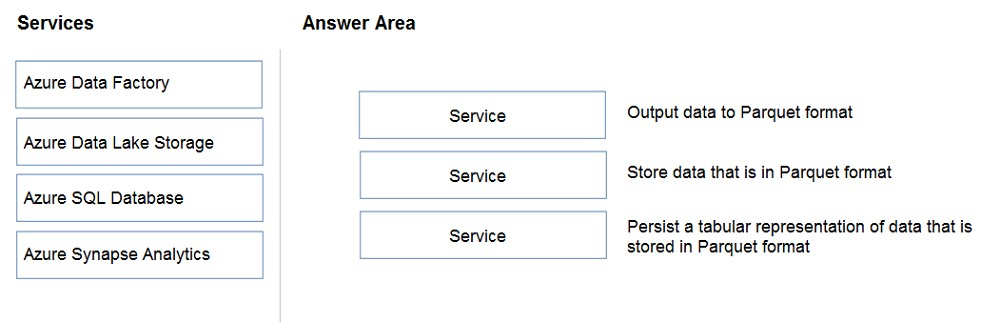 Services
Answer Area
Azure Data Factory
Azure Data Lake Storage
Azure SQL Database
Azure Synapse Analytics
Service
Output data to Parquet format
Service
Store data that is in Parquet format
Service
Persist a tabular representation of data that is
stored in Parquet format